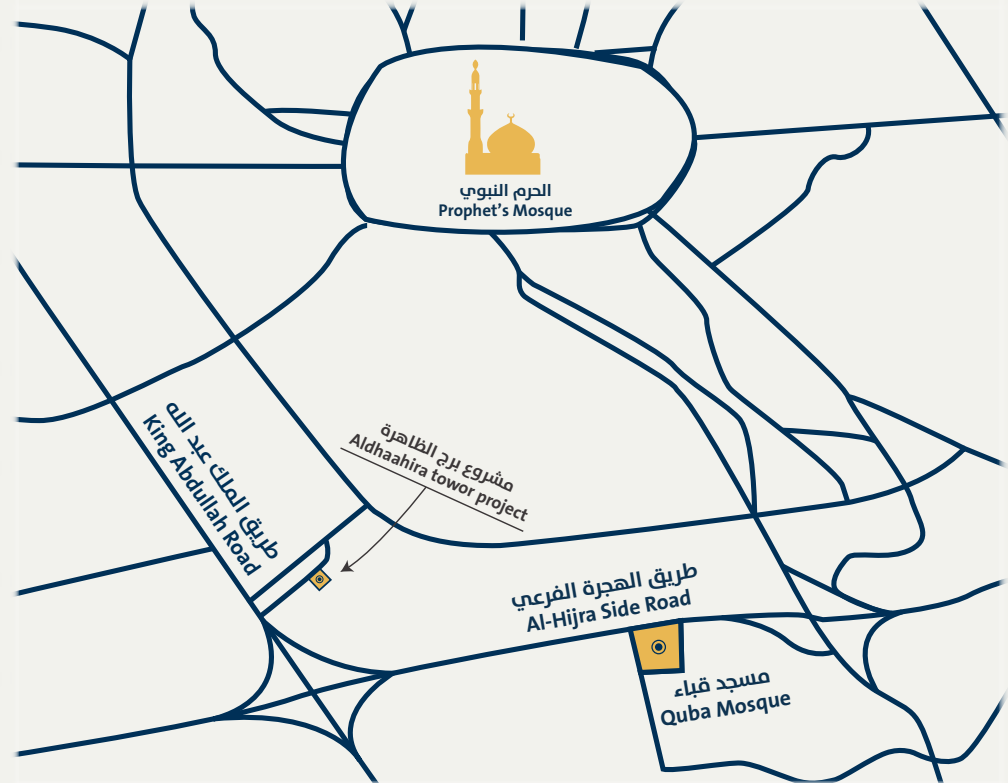 الحرم النبوي
Prophet's Mosque
طريق الملك عبد الله
King Abdullah Road
مشروع برج الظاهرة
Aldhaahira towor project
طريق الهجرة الفرعي
Al-Hijra Side Road
مسجد قباء
Quba Mosque